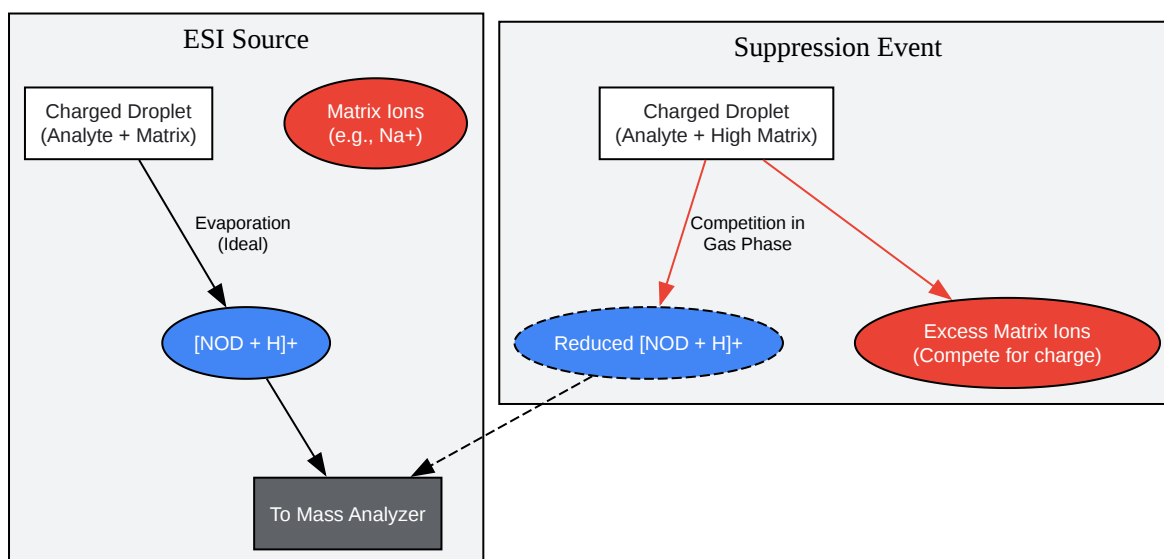 ESI Source
Charged Droplet
(Analyte + Matrix)
Matrix Ions
(e.g., Na+)
Evaporation
(Ideal)
[NOD + H]+
To Mass Analyzer
Suppression Event
Charged Droplet
(Analyte + High Matrix)
Competition in
Gas Phase
Reduced [NOD + H]+
Excess Matrix Ions
(Compete for charge)